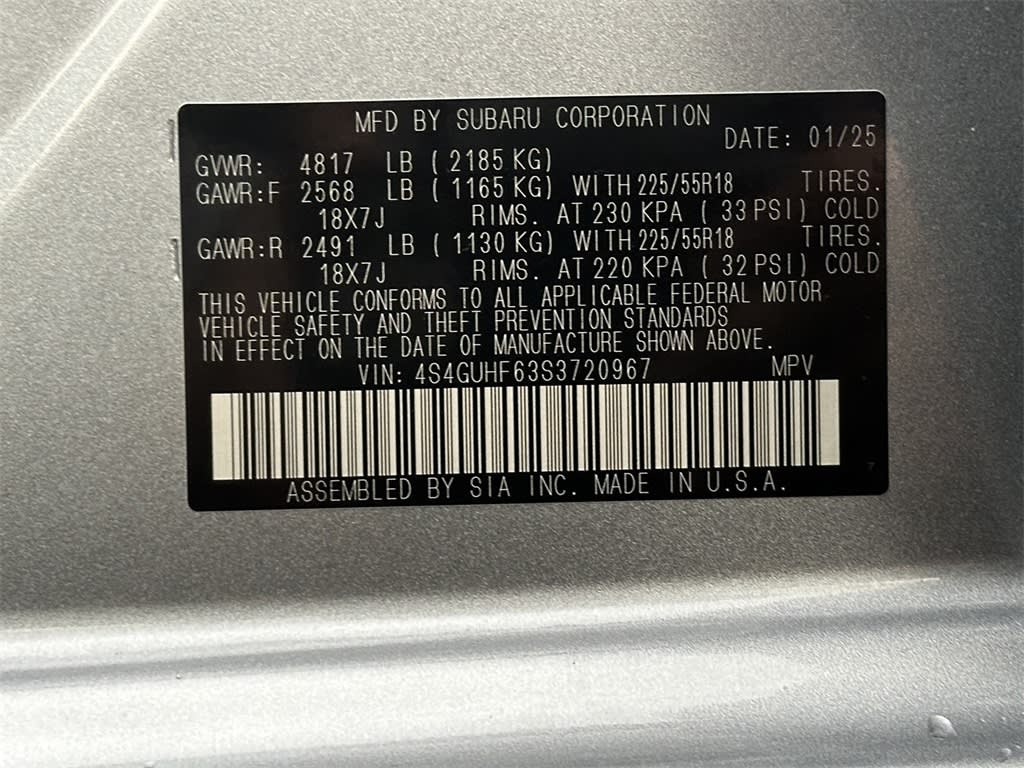 MFD BY SUBARU CORPORATION
DATE: 01/25
GVWR: 4817 LB (2185 KG)
GAWR:F 2568 LB (1165 KG) WITH 225/55R18 TIRES.
18X7J RIMS. AT 230 KPA (33 PSI) COLD
GAWR:R 2491 LB (1130 KG) WITH 225/55R18 TIRES.
18X7J RIMS. AT 220 KPA (32 PSI) COLD
THIS VEHICLE CONFORMS TO ALL APPLICABLE FEDERAL MOTOR
VEHICLE SAFETY AND THEFT PREVENTION STANDARDS
IN EFFECT ON THE DATE OF MANUFACTURE SHOWN ABOVE.
VIN: 4S4GUHF63S3720967 MPV
7
ASSEMBLED BY SIA INC. MADE IN U.S.A.